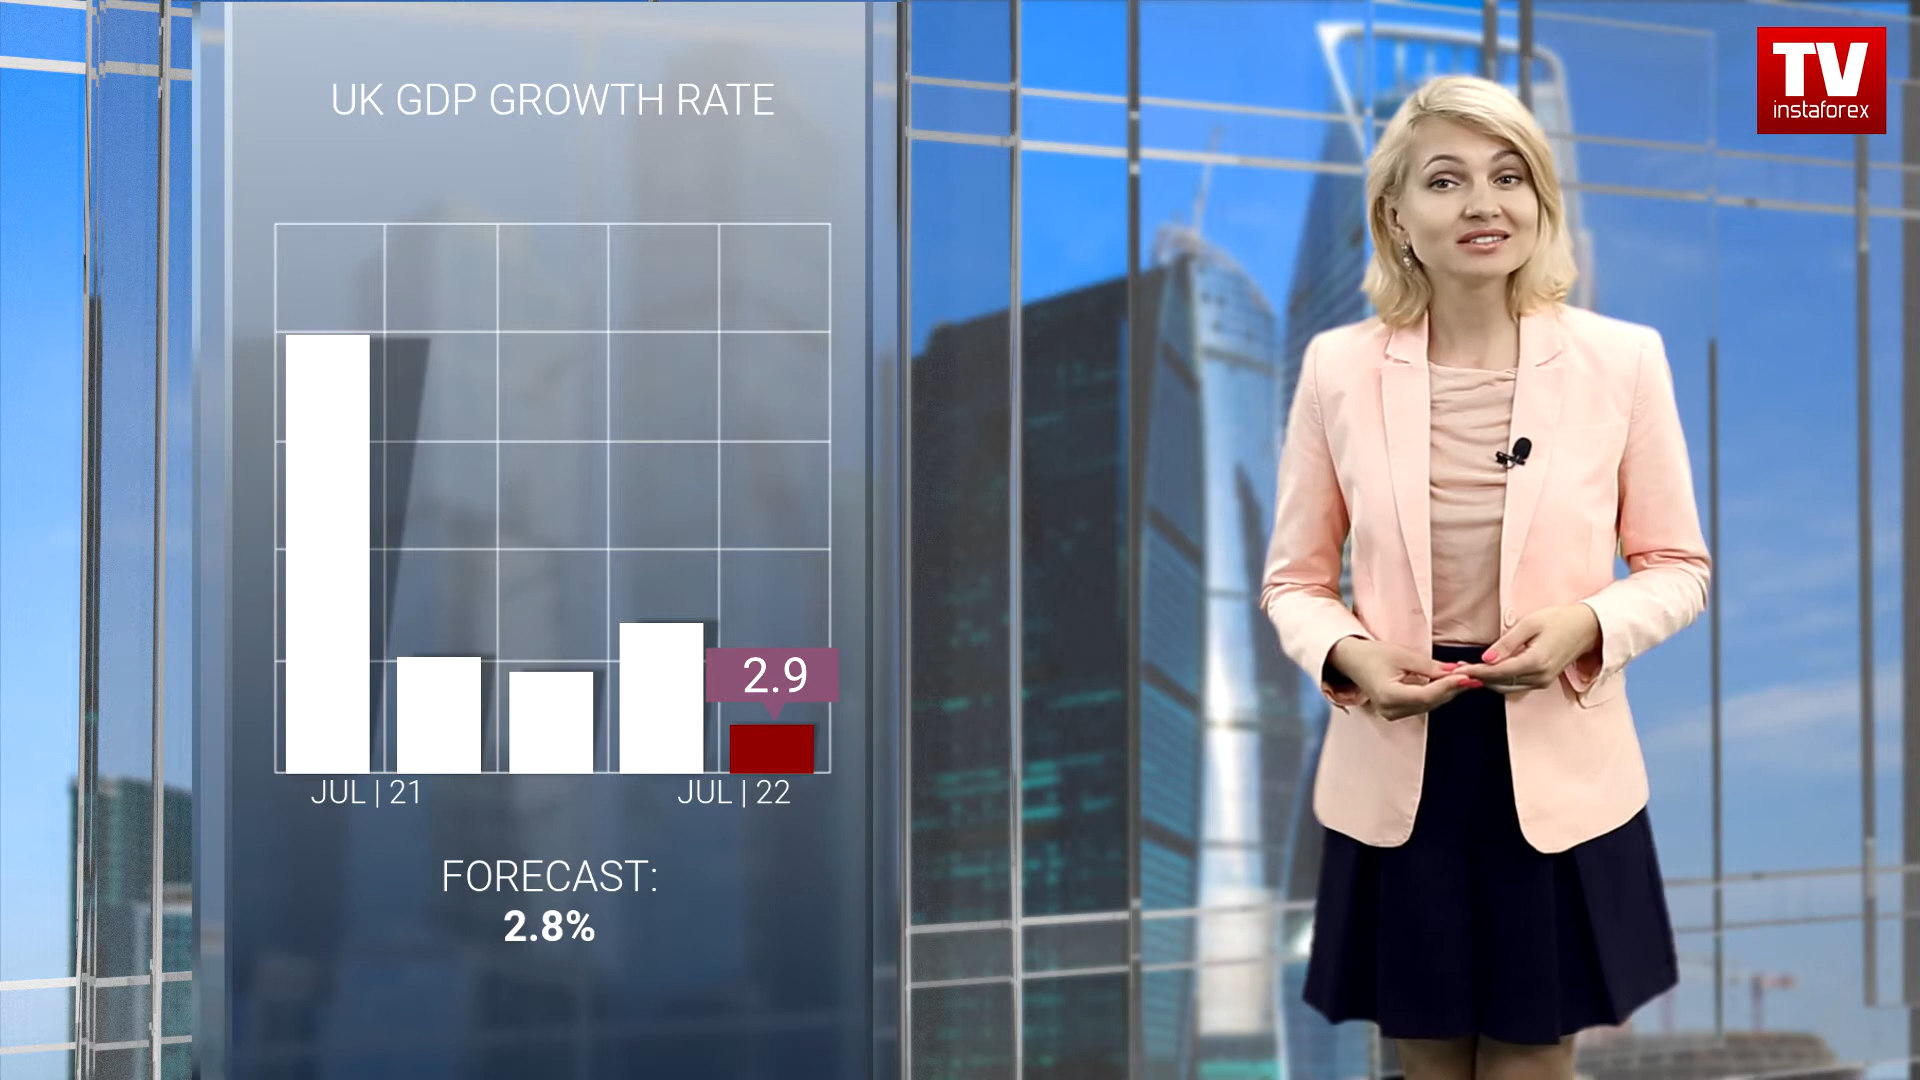 UK GDP GROWTH RATE
TV
instaforex
2.9
JUL | 21
JUL | 22
FORECAST:
2.8%